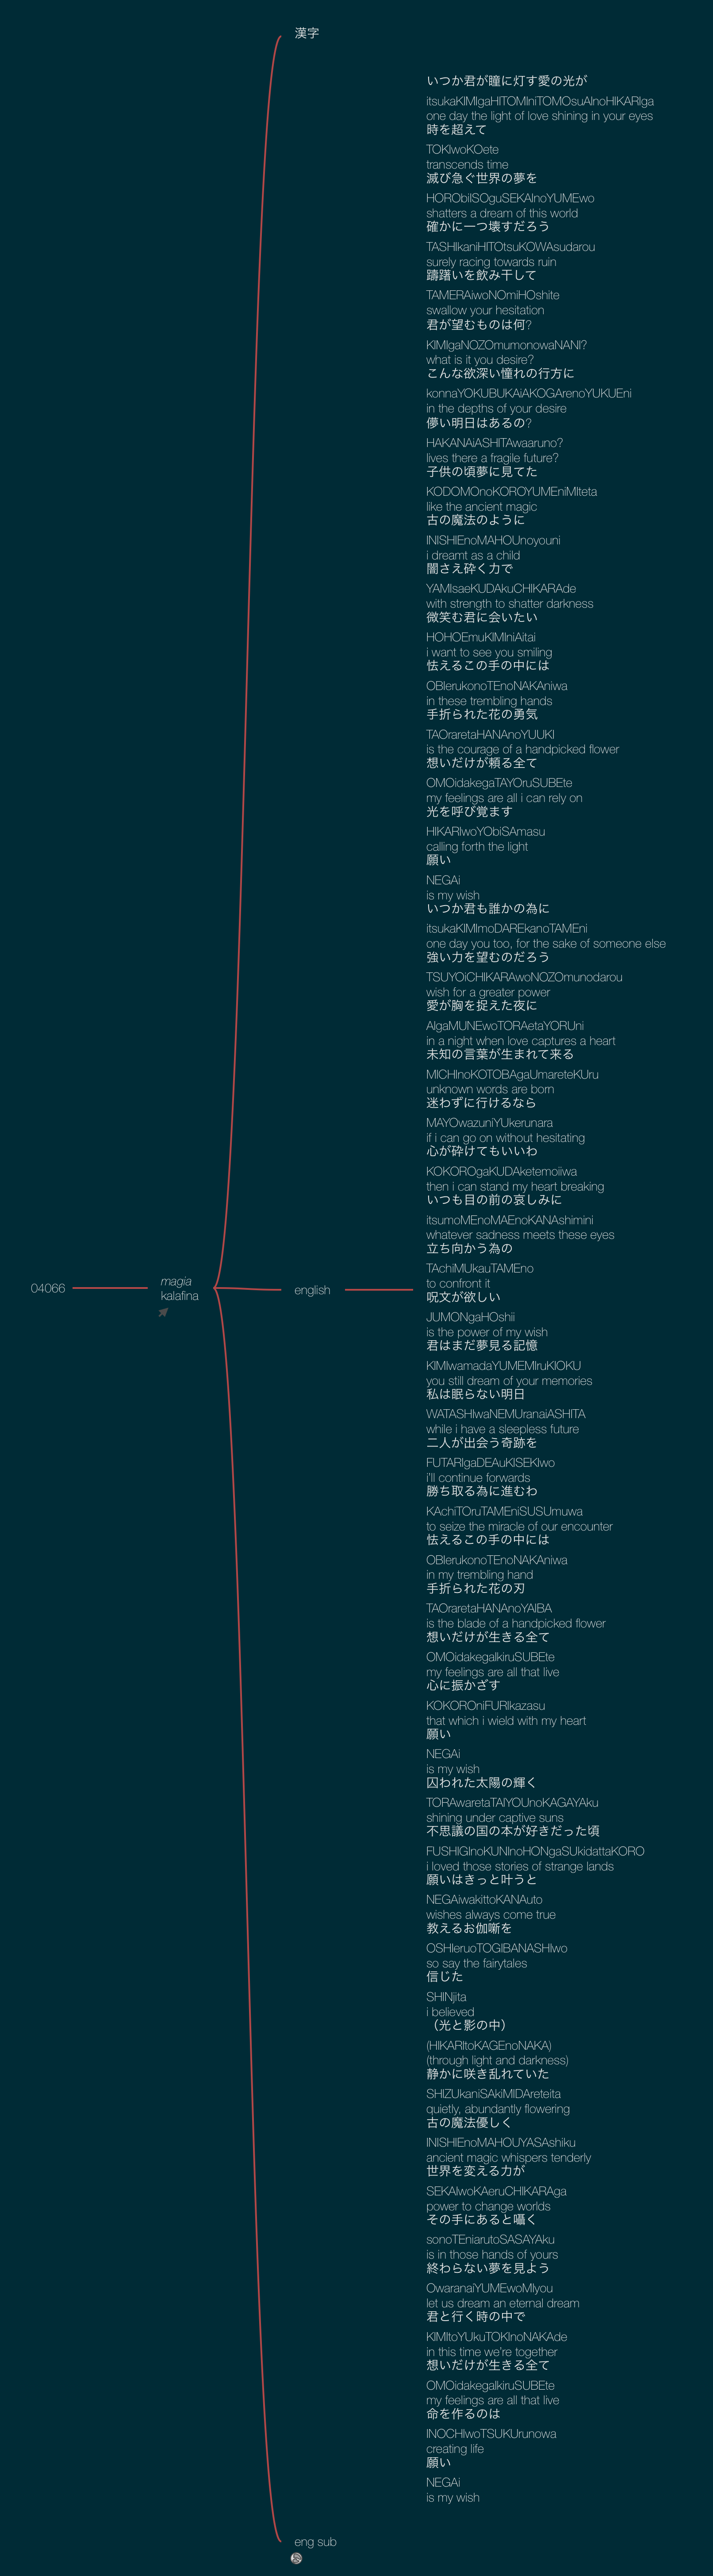 漢字
いつか君が瞳に灯す愛の光が
itsukaKIMIgaHITOMIniTOMOsuAInoHIKARIga
one day the light of love shining in your eyes
時を超えて
TOKIwoKOete
transcends time
滅び急ぐ世界の夢を
HORObiISOguSEKAInoYUMEwo
shatters a dream of this world
確かに一つ壊すだろう
TASHIkaniHITOtsuKOWAsudarou
surely racing towards ruin
躊躇いを飲み干して
TAMERAiwoNOmiHOshite
swallow your hesitation
君が望むものは何?
KIMIgaNOZOmumonowaNANI?
what is it you desire?
こんな欲深い憧れの行方に
konnaYOKUBUKAiAKOGArenoYUKUEni
in the depths of your desire
儚い明日はあるの?
HAKANAiASHITAwaaruno?
lives there a fragile future?
子供の頃夢に見てた
KODOMOnoKOROYUMEniMIteta
like the ancient magic
古の魔法のように
INISHIEnoMAHOUnoyouni
i dreamt as a child
闇さえ砕く力で
YAMIsaeKUDAkuCHIKARAde
with strength to shatter darkness
微笑む君に会いたい
HOHOEmuKIMIniAitai
i want to see you smiling
怯えるこの手の中には
OBIerukonoTEnoNAKAniwa
in these trembling hands
手折られた花の勇気
TAOraretaHANAnoYUUKI
is the courage of a handpicked flower
想いだけが頼る全て
OMOidakegaTAYOruSUBEte
my feelings are all i can rely on
光を呼び覚ます
HIKARIwoYObiSAmasu
calling forth the light
願い
NEGAi
is my wish
いつか君も誰かの為に
itsukaKIMImoDAREkanoTAMEni
one day you too, for the sake of someone else
強い力を望むのだろう
TSUYOiCHIKARAwoNOZOmunodarou
wish for a greater power
愛が胸を捉えた夜に
AIgaMUNEwoTORAetaYORUni
in a night when love captures a heart
未知の言葉が生まれて来る
MICHInoKOTOBAgaUmareteKUru
unknown words are born
迷わずに行けるなら
MAYOwazuniYUkerunara
if i can go on without hesitating
心が砕けてもいいわ
KOKOROgaKUDAketemoiiwa
then i can stand my heart breaking
いつも目の前の哀しみに
itsumoMEnoMAEnoKANAshimini
whatever sadness meets these eyes
立ち向かう為の
TAchiMUkauTAMEno
to confront it
呪文が欲しい
JUMONgaHOshii
is the power of my wish
君はまだ夢見る記憶
KIMIwamadaYUMEMIruKIOKU
you still dream of your memories
私は眠らない明日
WATASHIwaNEMUranaiASHITA
while i have a sleepless future
二人が出会う奇跡を
FUTARIgaDEAuKISEKIwo
i'll continue forwards
勝ち取る為に進むわ
KAchiTOruTAMEniSUSUmuwa
to seize the miracle of our encounter
怯えるこの手の中には
OBIerukonoTEnoNAKAniwa
in my trembling hand
手折られた花の刃
TAOraretaHANAnoYAIBA
is the blade of a handpicked flower
想いだけが生きる全て
OMOidakegaIkiruSUBEte
my feelings are all that live
心に振かざす
KOKOROniFURIkazasu
that which i wield with my heart
願い
NEGAi
is my wish
04066
magia
kalafina
english
囚われた太陽の輝く
TORAwaretaTAIYOUnoKAGAYAku
shining under captive suns
不思議の国の本が好きだった頃
FUSHIGInoKUNInoHONgaSUkidattaKORO
i loved those stories of strange lands
願いはきっと叶うと
NEGAiwakittoKANAuto
wishes always come true
教えるお伽噺を
OSHIeruoTOGIBANASHIwo
so say the fairytales
信じた
SHINjita
i believed
（光と影の中）
(HIKARItoKAGEnoNAKA)
(through light and darkness)
静かに咲き乱れていた
SHIZUkaniSAkiMIDAreteita
quietly, abundantly flowering
古の魔法優しく
INISHIEnoMAHOUYASAshiku
ancient magic whispers tenderly
世界を変える力が
SEKAIwoKAeruCHIKARAga
power to change worlds
その手にあると囁く
sonoTEniarutoSASAYAku
is in those hands of yours
終わらない夢を見よう
OwaranaiYUMEwoMIyou
let us dream an eternal dream
君と行く時の中で
KIMItoYUkuTOKInoNAKAde
in this time we're together
想いだけが生きる全て
OMOidakegaIkiruSUBEte
my feelings are all that live
命を作るのは
INOCHIwoTSUKUrunowa
creating life
願い
NEGAi
is my wish
eng sub